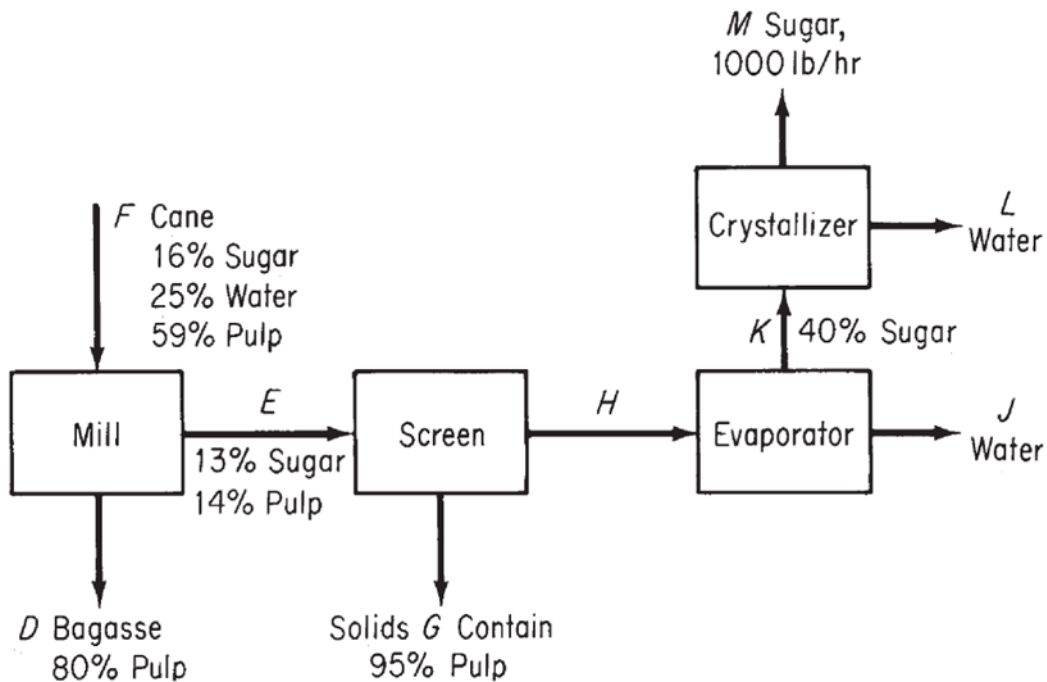 M Sugar,
1000 lb/hr
F Cane
16% Sugar
25% Water
59% Pulp
Crystallizer
L
Water
K 40% Sugar
Mill
E
13% Sugar
14% Pulp
Screen
H
Evaporator
J
Water
D Bagasse
80% Pulp
Solids G Contain
95% Pulp